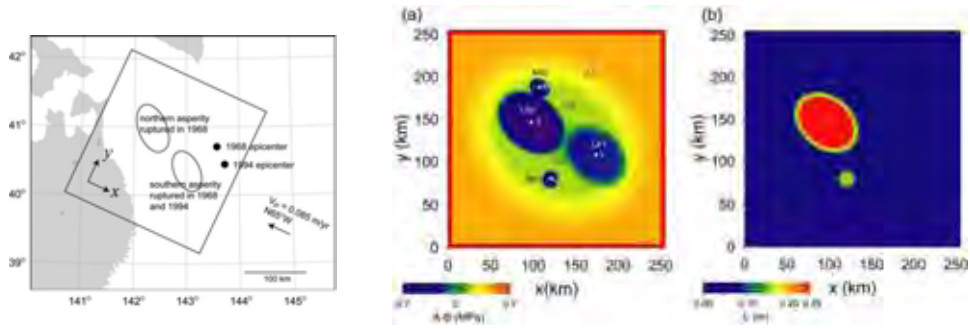 42°
41°
40°
39°
141°
142°
143°
144°
145°
northern asperity
ruptured in 1968
1968 epicenter
1994 epicenter
southern asperity
ruptured in 1968
and 1994
y
x
= 0.085 m/yr
N65°W
100 km
(a)
250
200
150
100
50
0
y (km)
0 50 100 150 200 250
x(km)
A-B (MPa)
(b)
250
200
150
100
50
0
y (km)
0 50 100 150 200 250
x (km)